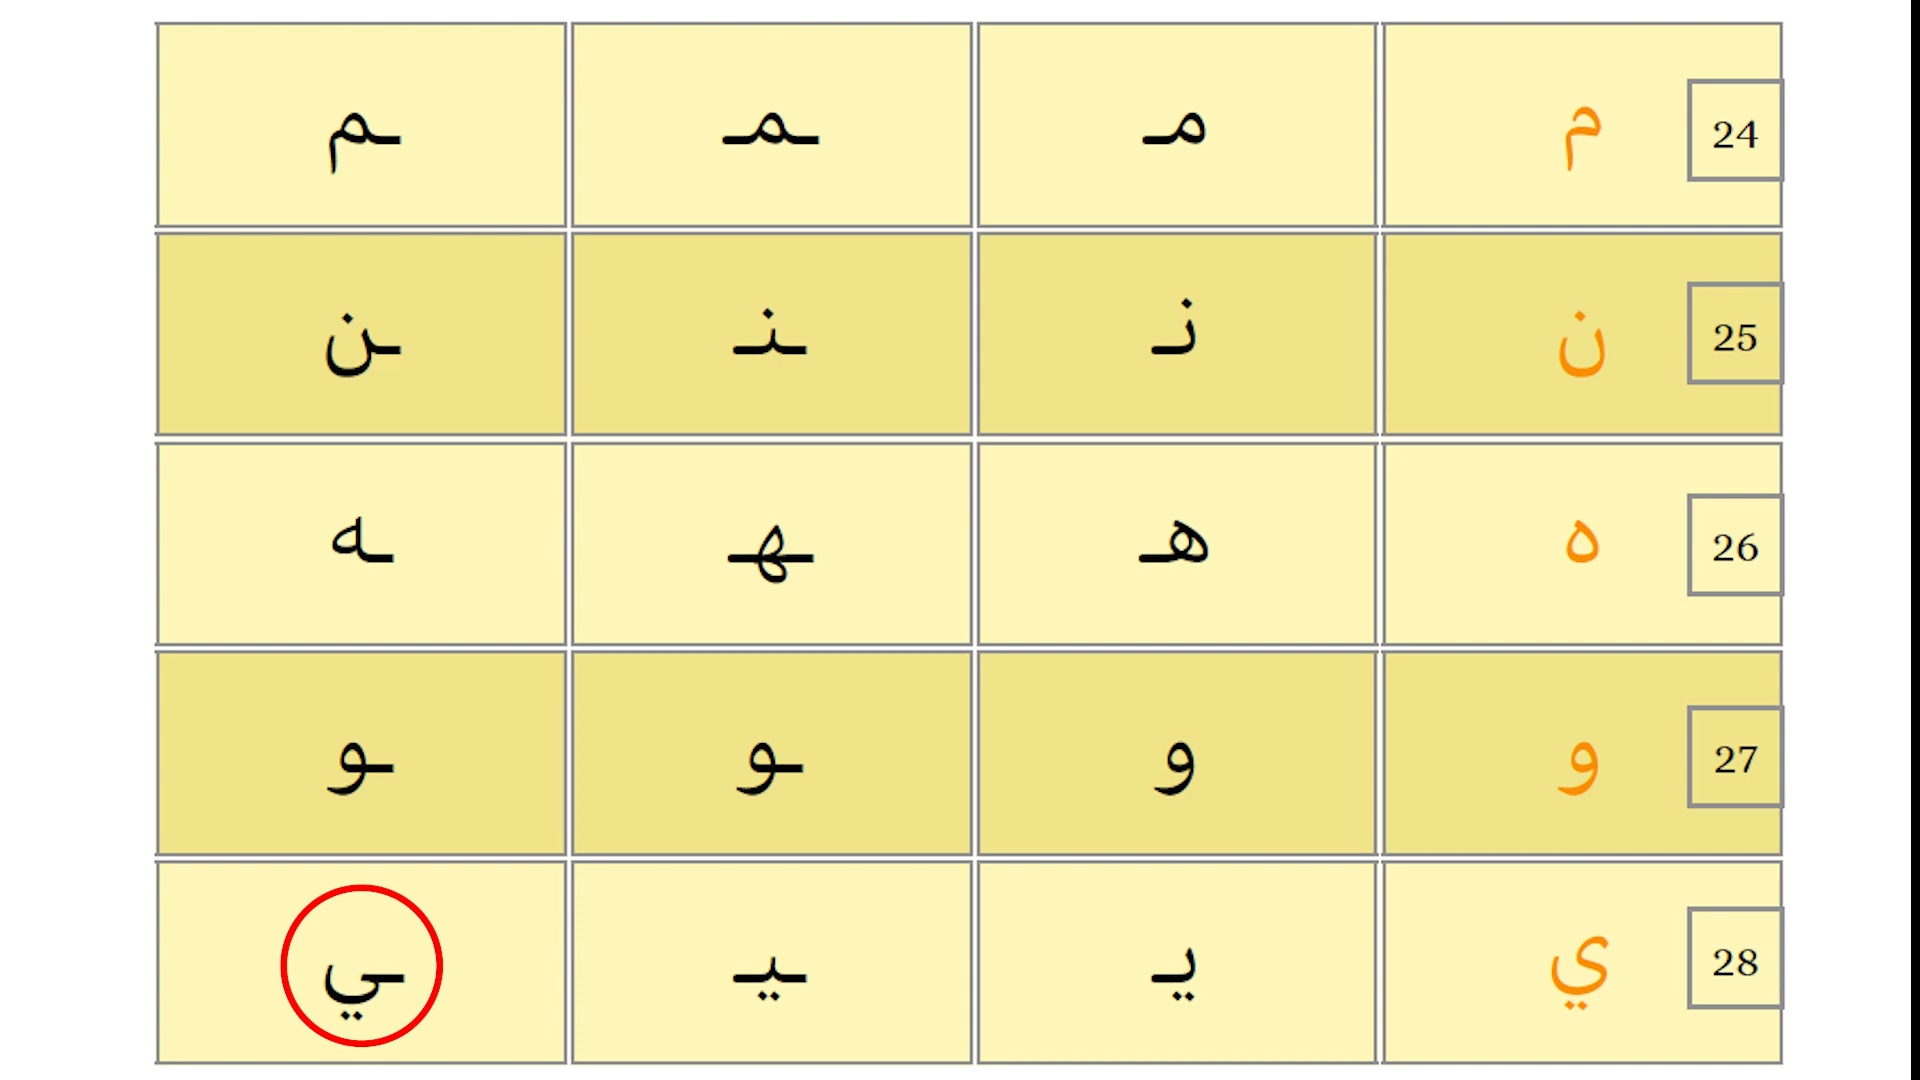 24 م مـ ـمـ ـم
25 ن نـ ـنـ ـن
26 ه هـ ـهـ ـه
27 و و ـو ـو
28 ي يـ ـيـ ـي